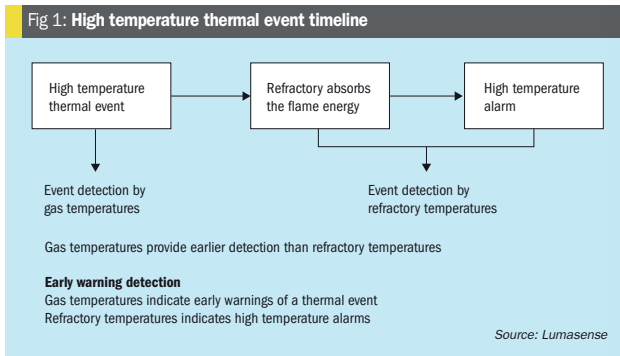 Fig 1: High temperature thermal event timeline
High temperature
thermal event
Refractory absorbs
the flame energy
High temperature
alarm
Event detection by
gas temperatures
Event detection by
refractory temperatures
Gas temperatures provide earlier detection than refractory temperatures
Early warning detection
Gas temperatures indicate early warnings of a thermal event
Refractory temperatures indicates high temperature alarms
Source: Lumasense